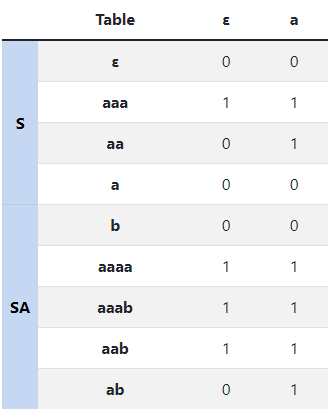 Table ε a
ε 0 0
aaa 1 1
S
aa 0 1
a 0 0
b 0 0
aaaa 1 1
SA aaab 1 1
aab 1 1
ab 0 1